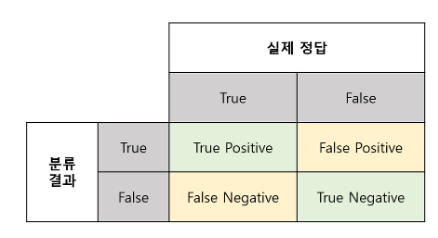 실제 정답
True
False
분류
결과
True
True Positive
False Positive
False
False Negative
True Negative